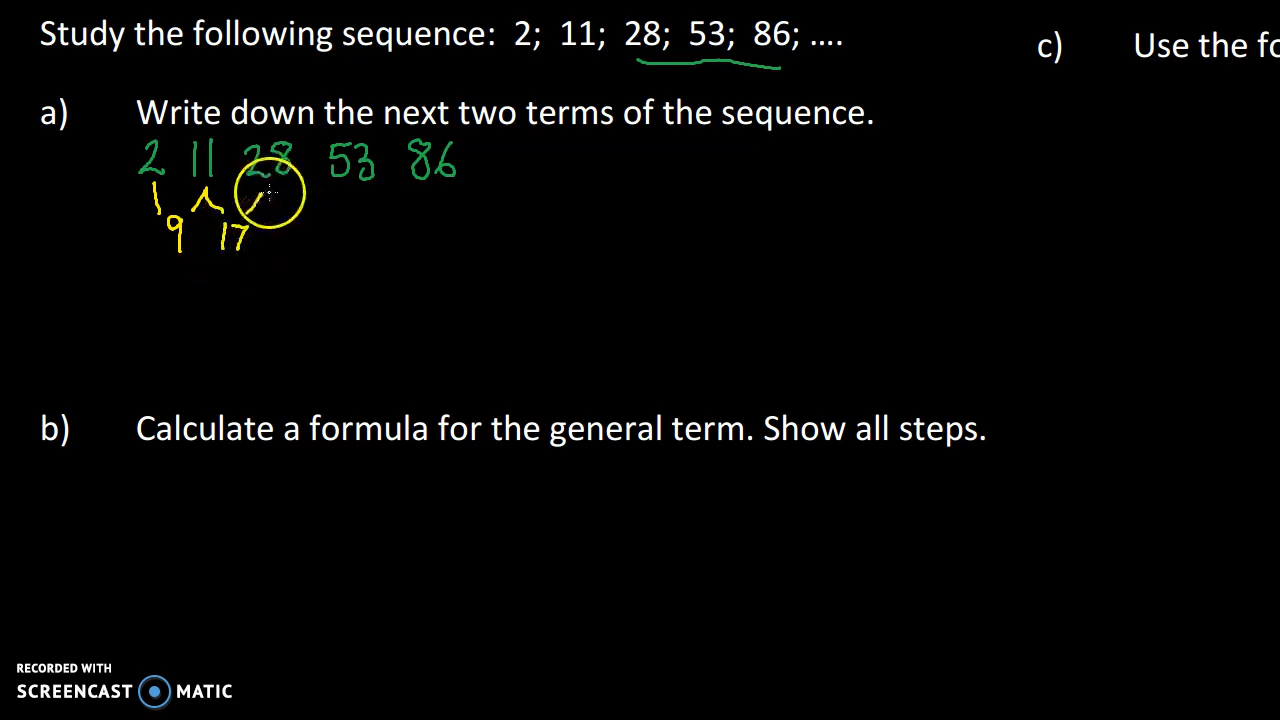 Study the following sequence: 2; 11; 28; 53; 86; ....
c) Use the fo
a) Write down the next two terms of the sequence.
2 11 28 53 86
9 17
b) Calculate a formula for the general term. Show all steps.
RECORDED WITH
SCREENCAST MATIC